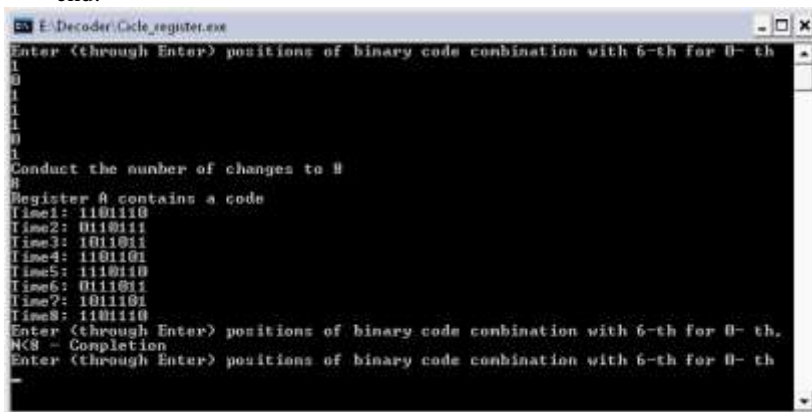 end.
E:\Decoder\Cicle_register.exe
Enter (through Enter) positions of binary code combination with 6-th for 0- th
1
0
1
1
1
0
1
Conduct the number of changes to N
8
Register A contains a code
Time1: 1101110
Time2: 0110111
Time3: 1011011
Time4: 1101101
Time5: 1110110
Time6: 0111011
Time7: 1011101
Time8: 1101110
Enter (through Enter) positions of binary code combination with 6-th for 0- th.
N<0 - Completion
Enter (through Enter) positions of binary code combination with 6-th for 0- th